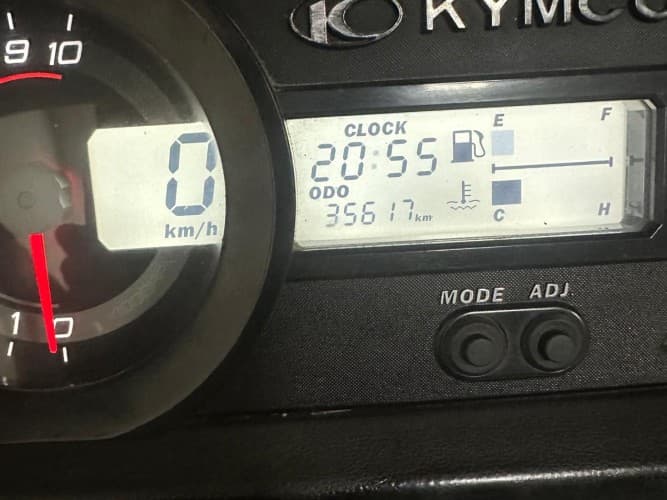 KYMCO
9 10
CLOCK
E F
20:55
0
ODO
35617 km
C H
km/h
MODE ADJ
1 0